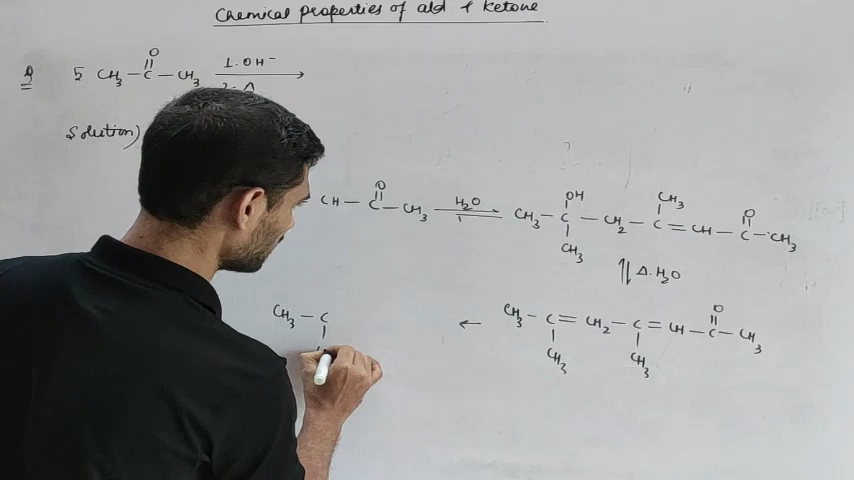 Chemical properties of ald & Ketone
Q 5 CH3 - C - CH3 1. OH-
O
2. Δ
Solution)
CH - C - CH3 H2O CH3 - C - CH2 - C = CH - C - CH3
O OH CH3 O
CH3
Δ. H2O
CH3 - C ← CH3 - C = CH2 - C = CH - C - CH3
O
CH3 CH3